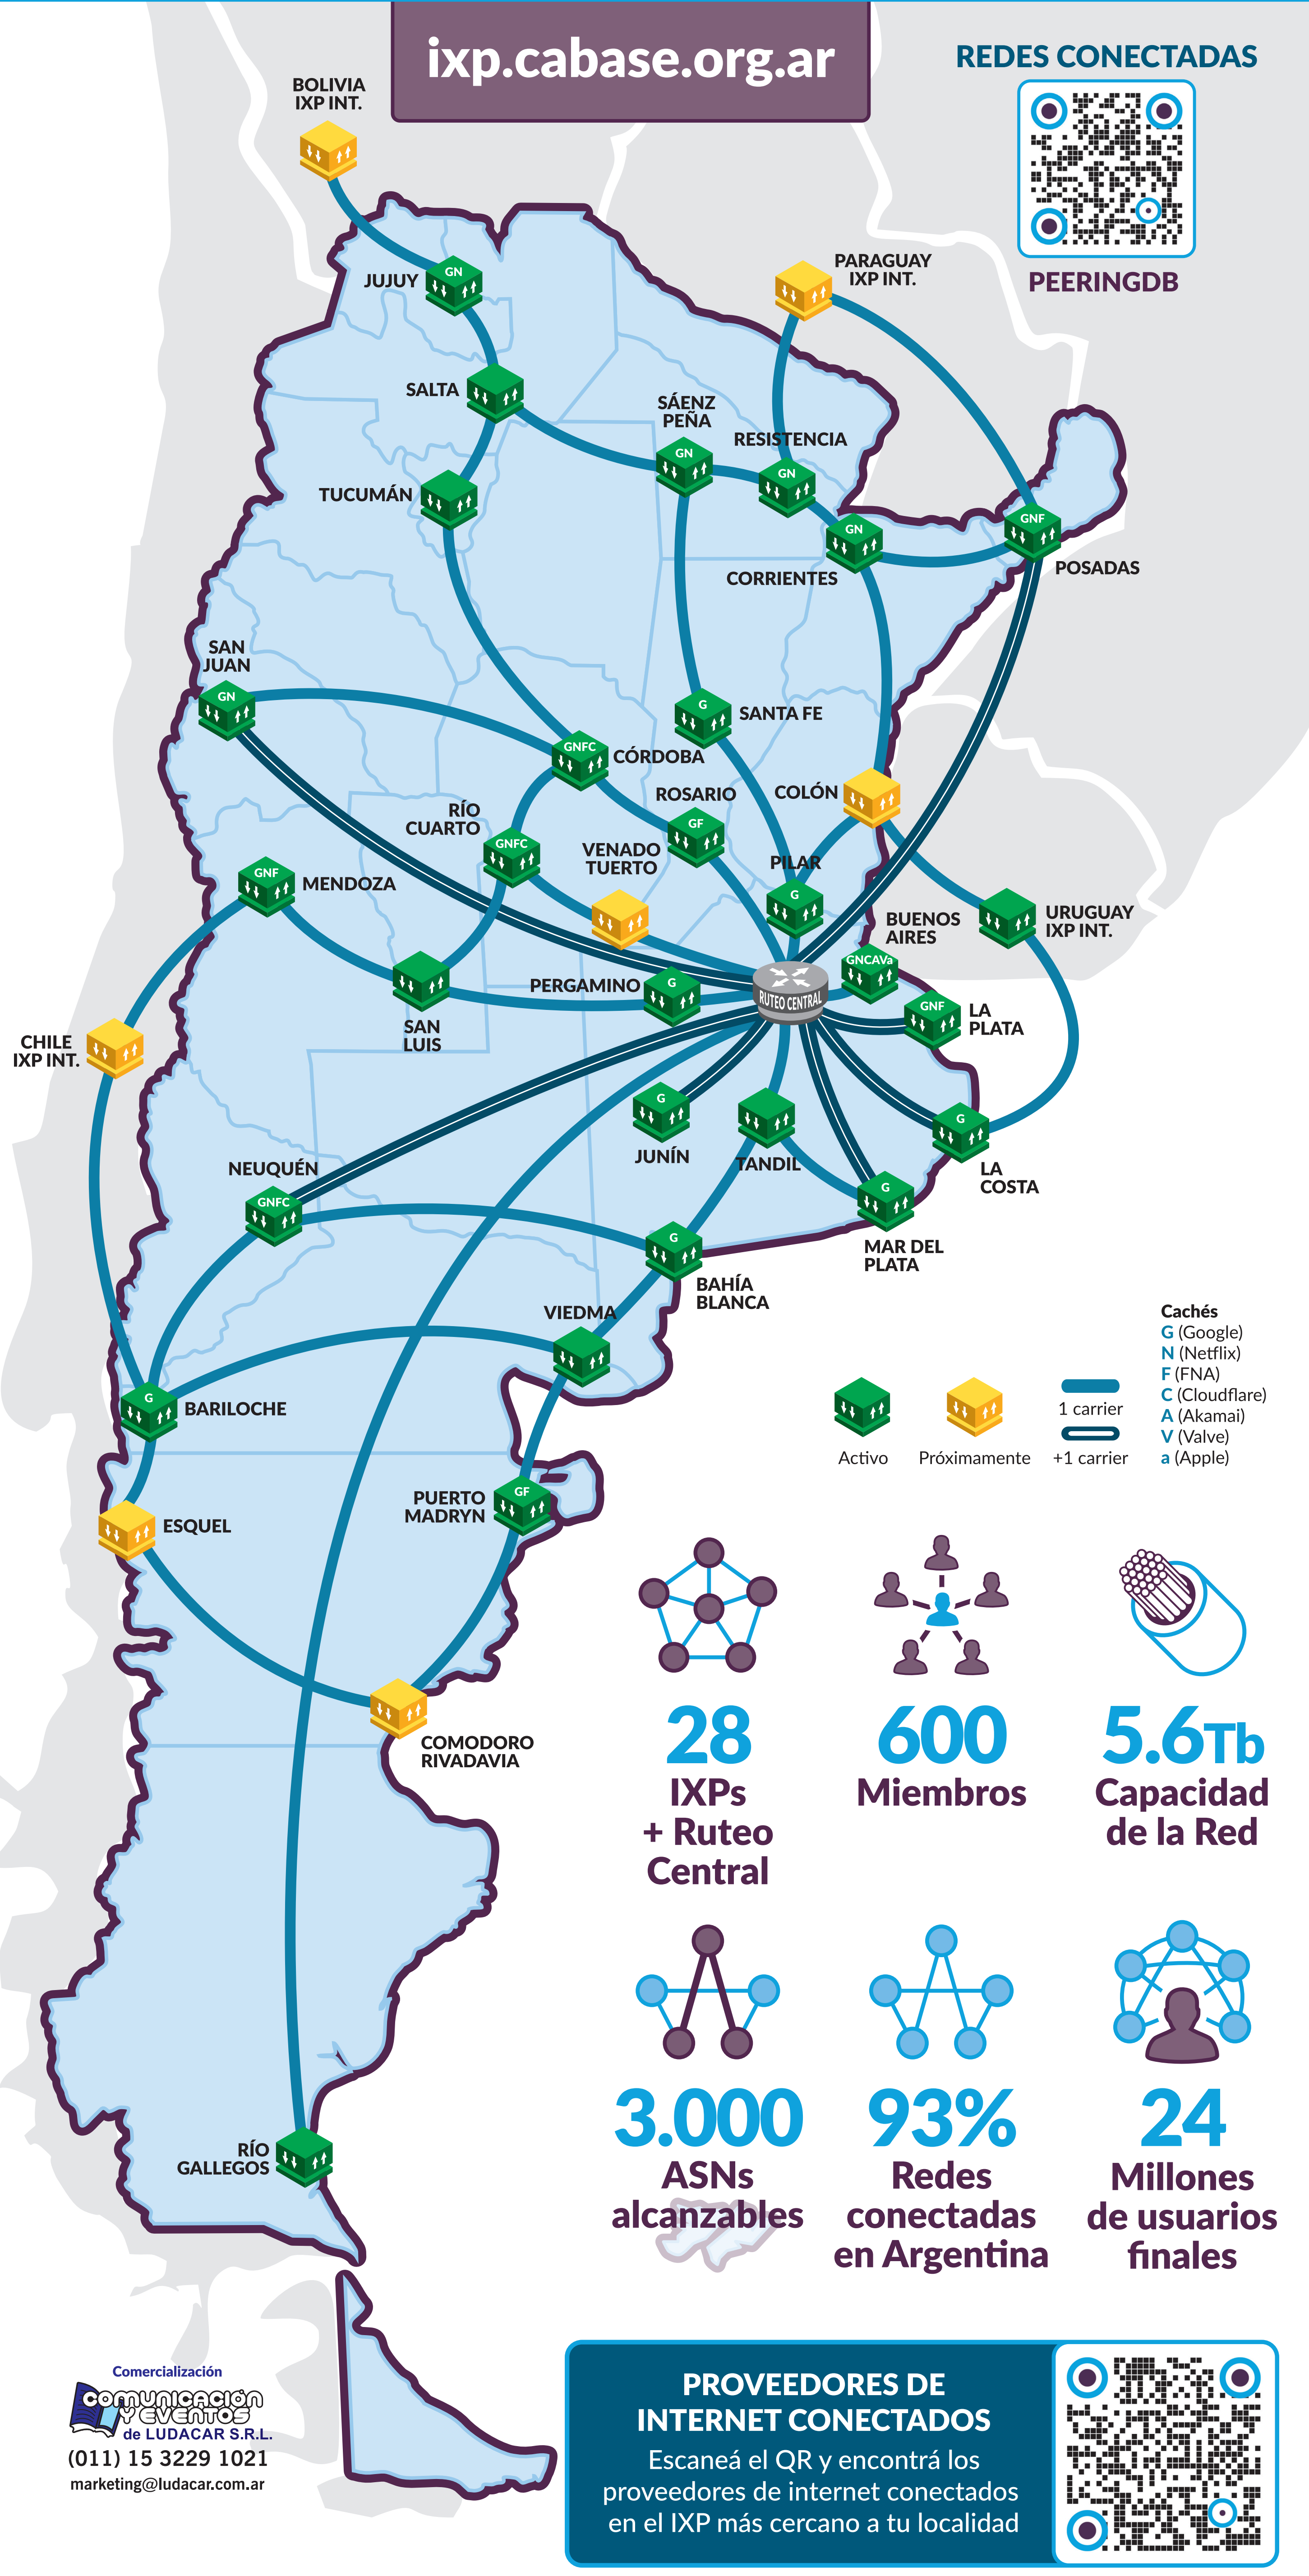 ixp.cabase.org.ar
REDES CONECTADAS
PEERINGDB
BOLIVIA
IXP INT.
PARAGUAY
IXP INT.
GN
JUJUY
SALTA
SÁENZ
PEÑA
GN
RESISTENCIA
GN
TUCUMÁN
GN
CORRIENTES
GNF
POSADAS
SAN
JUAN
GN
G
SANTA FE
GNFC
CÓRDOBA
ROSARIO
GF
COLÓN
RÍO
CUARTO
GNFC
VENADO
TUERTO
PILAR
G
GNF
MENDOZA
BUENOS
AIRES
GNCAVa
URUGUAY
IXP INT.
PERGAMINO
G
RUTEO CENTRAL
GNF
LA
PLATA
SAN
LUIS
CHILE
IXP INT.
G
JUNÍN
TANDIL
G
LA
COSTA
NEUQUÉN
GNFC
G
MAR DEL
PLATA
G
BAHÍA
BLANCA
VIEDMA
G
BARILOCHE
Cachés
G (Google)
N (Netflix)
F (FNA)
C (Cloudflare)
A (Akamai)
V (Valve)
a (Apple)
Activo
Próximamente
1 carrier
+1 carrier
PUERTO
MADRYN
GF
ESQUEL
COMODORO
RIVADAVIA
28
IXPs
+ Ruteo
Central
600
Miembros
5.6Tb
Capacidad
de la Red
3.000
ASNs
alcanzables
93%
Redes
conectadas
en Argentina
24
Millones
de usuarios
finales
RÍO
GALLEGOS
Comercialización
COMUNICACIÓN
Y EVENTOS
de LUDACAR S.R.L.
(011) 15 3229 1021
marketing@ludacar.com.ar
PROVEEDORES DE
INTERNET CONECTADOS
Escaneá el QR y encontrá los
proveedores de internet conectados
en el IXP más cercano a tu localidad